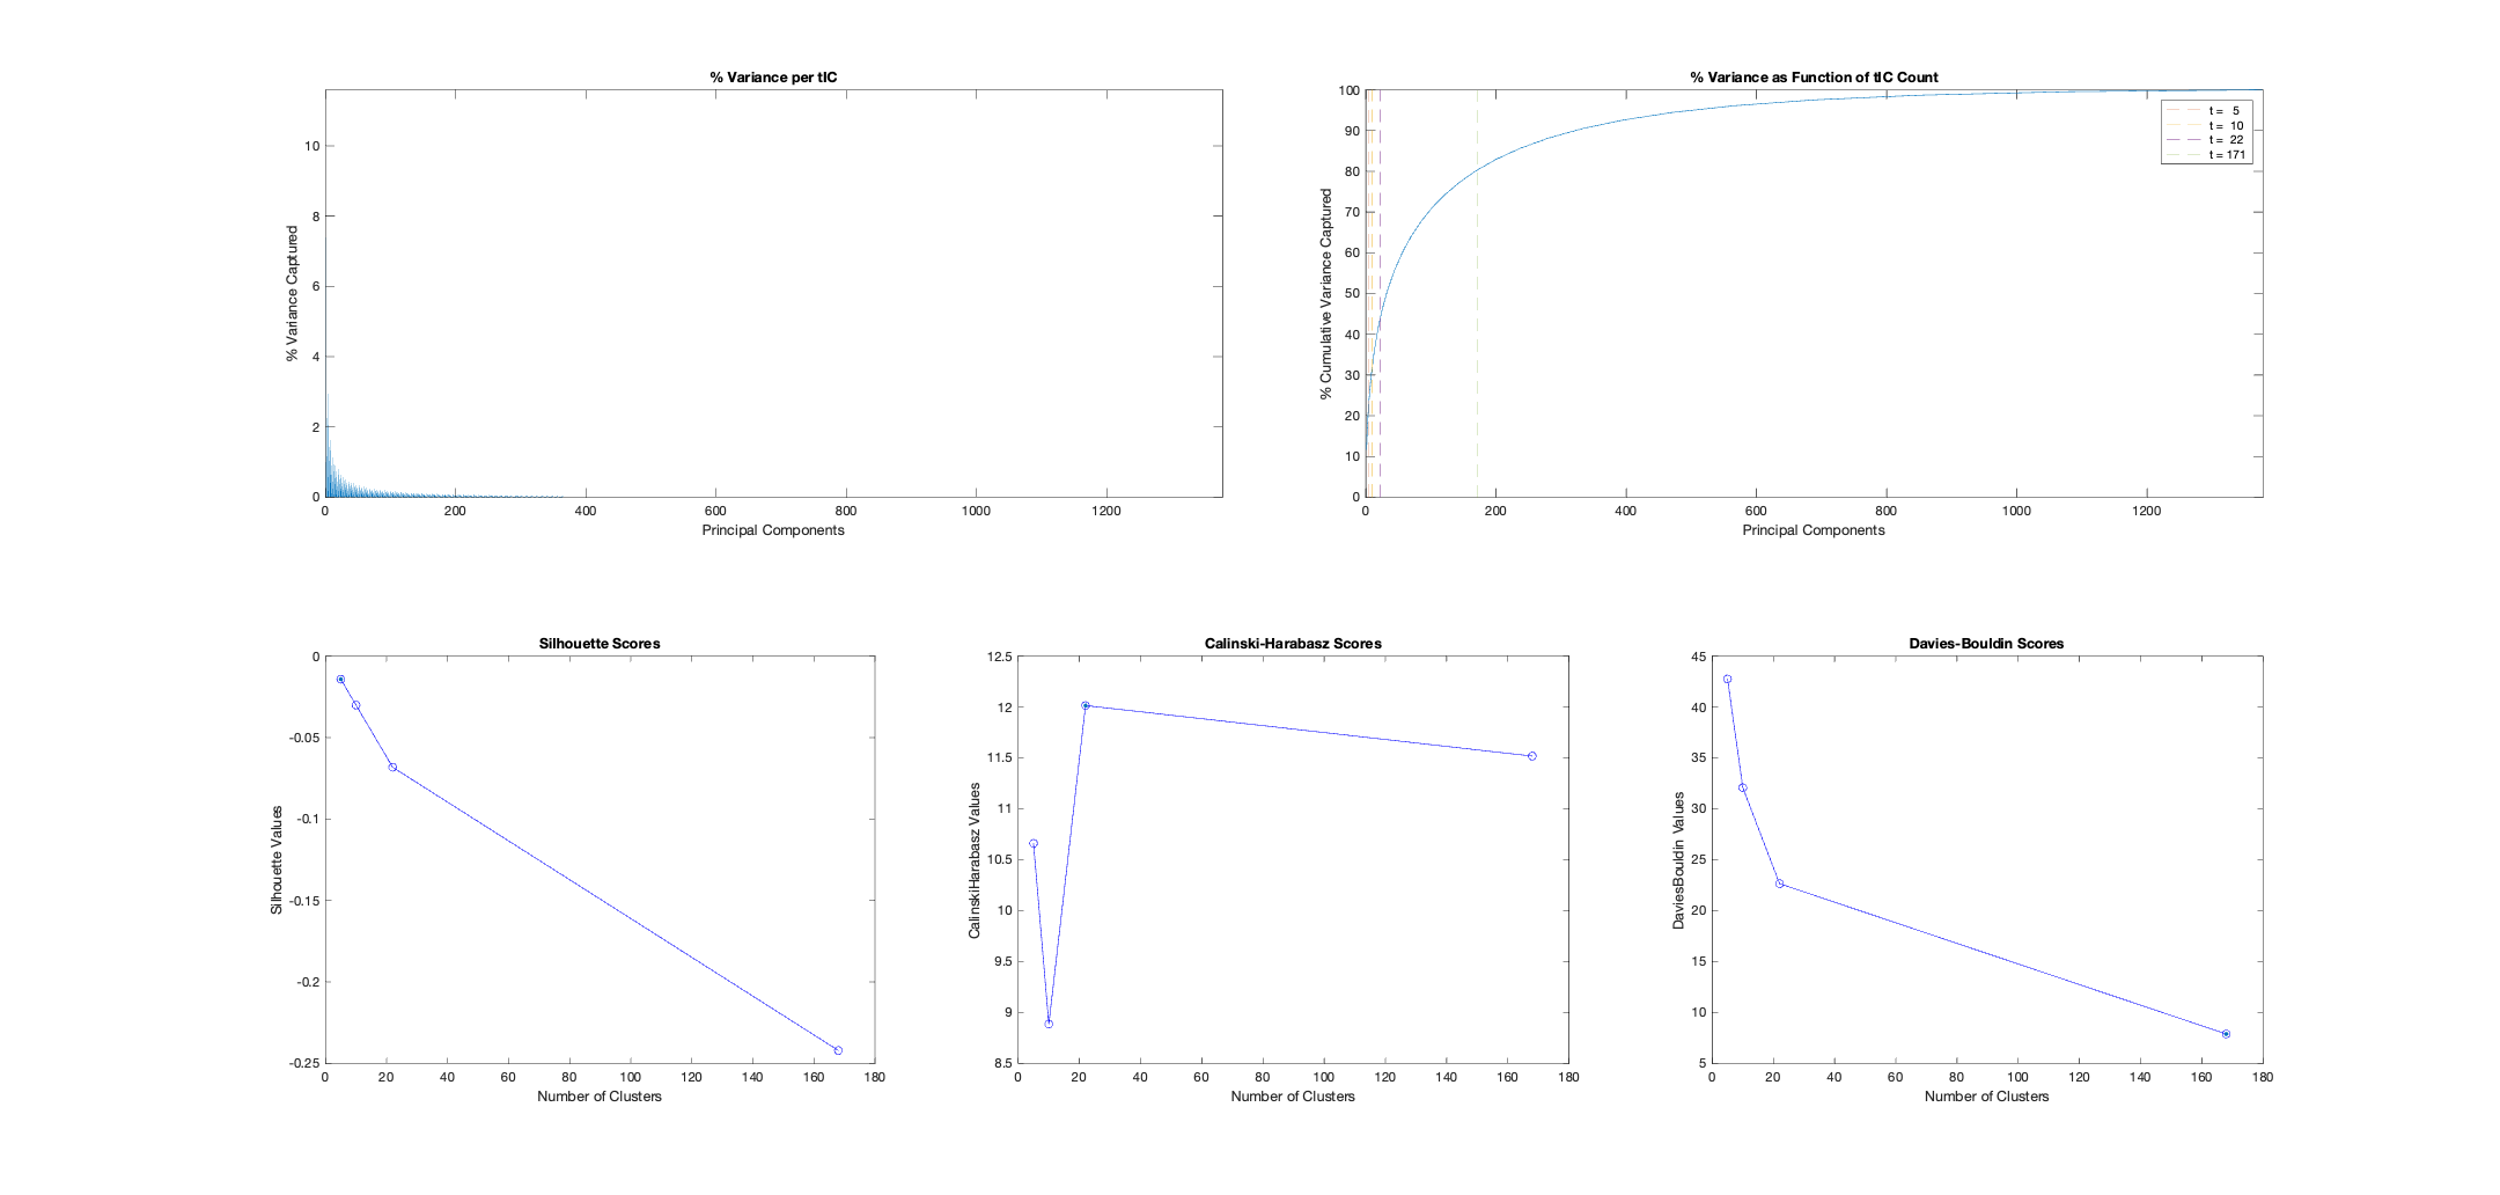 % Variance per tIC
% Variance Captured
10
8
6
4
2
0
0 200 400 600 800 1000 1200
Principal Components
% Variance as Function of tIC Count
% Cumulative Variance Captured
100
90
80
70
60
50
40
30
20
10
0
t = 5
t = 10
t = 22
t = 171
0 200 400 600 800 1000 1200
Principal Components
Silhouette Scores
Silhouette Values
0
-0.05
-0.1
-0.15
-0.2
-0.25
0 20 40 60 80 100 120 140 160 180
Number of Clusters
Calinski-Harabasz Scores
CalinskiHarabasz Values
12.5
12
11.5
11
10.5
10
9.5
9
8.5
0 20 40 60 80 100 120 140 160 180
Number of Clusters
Davies-Bouldin Scores
DaviesBouldin Values
45
40
35
30
25
20
15
10
5
0 20 40 60 80 100 120 140 160 180
Number of Clusters